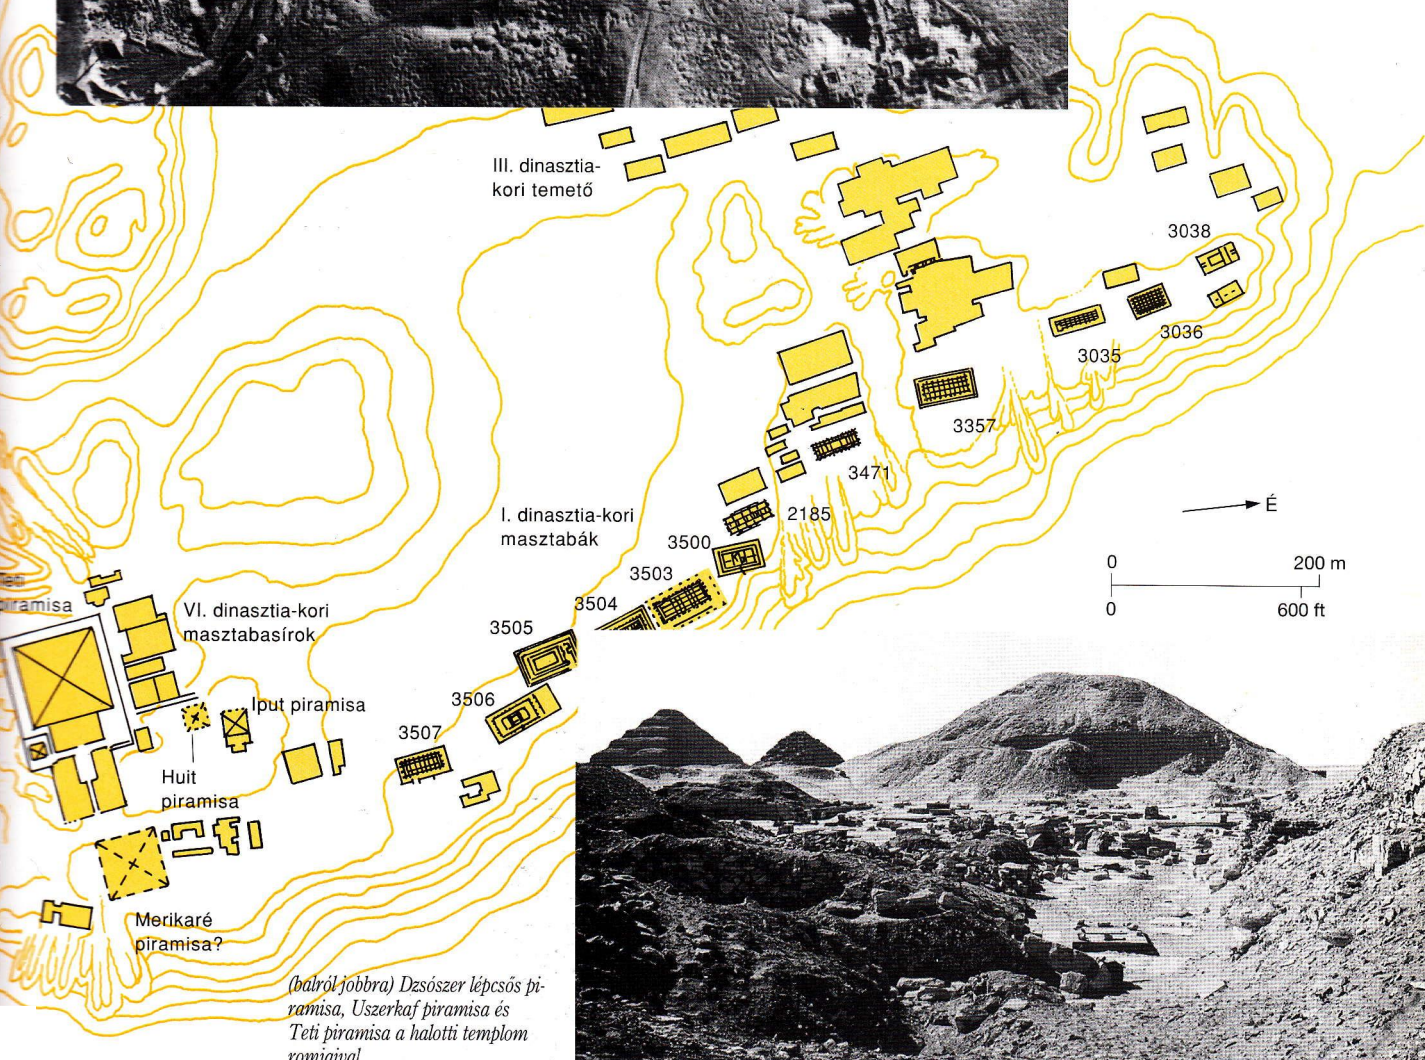 III. dinasztia-
kori temető
3038
3036
3035
3357
3471
I. dinasztia-kori
masztabák
2185
3500
3503
3504
3505
3506
3507
É
0 200 m
0 600 ft
piramisa
VI. dinasztia-kori
masztabasírok
Iput piramisa
Huit
piramisa
Merikaré
piramisa?
(balról jobbra) Dzsószer lépcsős pi-
ramisa, Uszerkaf piramisa és
Teti piramisa a halotti templom
romjaival